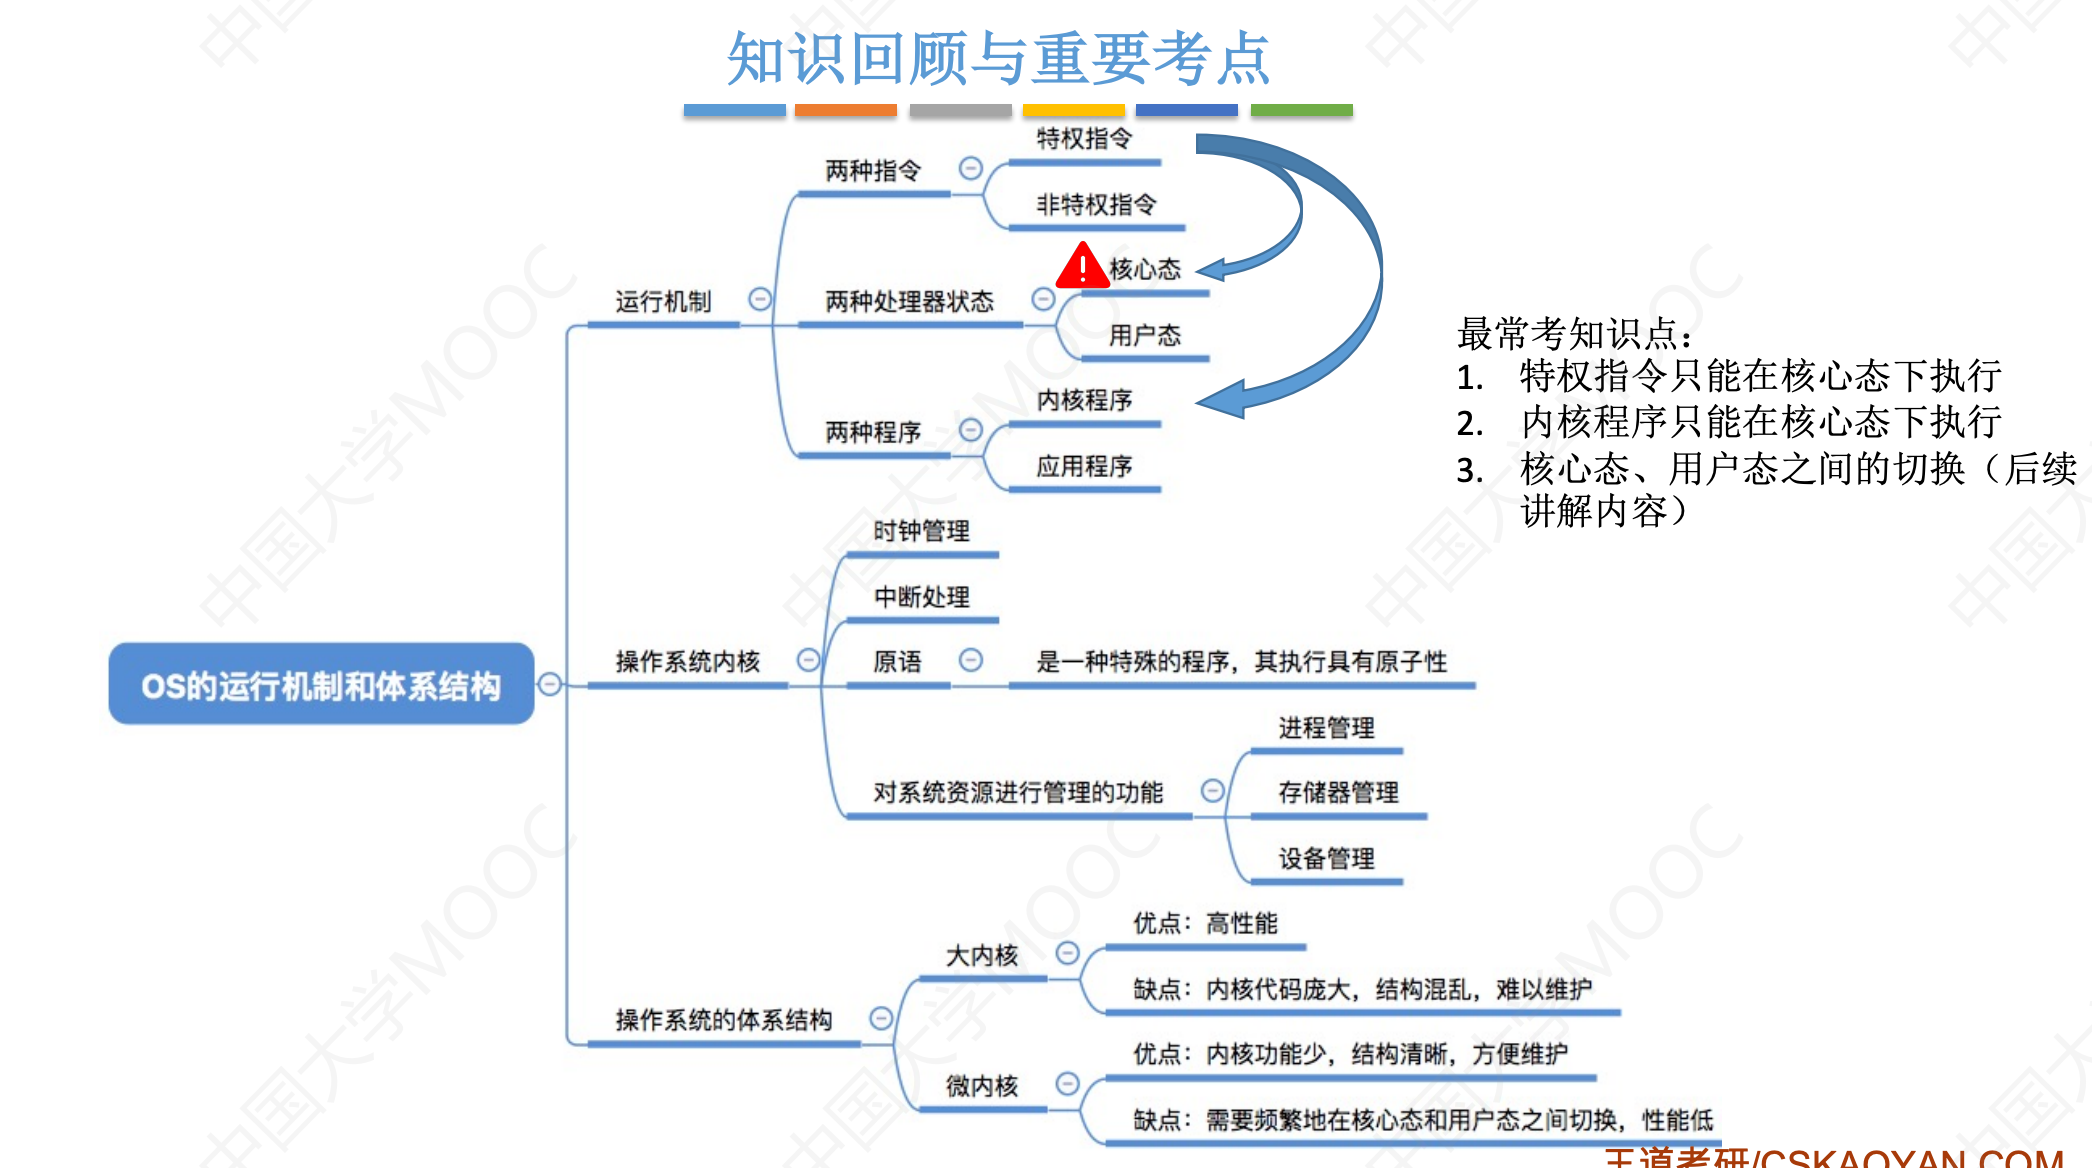 知识回顾与重要考点
OS的运行机制和体系结构
运行机制
两种指令
特权指令
非特权指令
两种处理器状态
核心态
用户态
两种程序
内核程序
应用程序
操作系统内核
时钟管理
中断处理
原语
是一种特殊的程序，其执行具有原子性
对系统资源进行管理的功能
进程管理
存储器管理
设备管理
操作系统的体系结构
大内核
优点：高性能
缺点：内核代码庞大，结构混乱，难以维护
微内核
优点：内核功能少，结构清晰，方便维护
缺点：需要频繁地在核心态和用户态之间切换，性能低
最常考知识点：
1. 特权指令只能在核心态下执行
2. 内核程序只能在核心态下执行
3. 核心态、用户态之间的切换（后续
讲解内容）
王道考研/CSKAOYAN.COM
中国大学MOOC